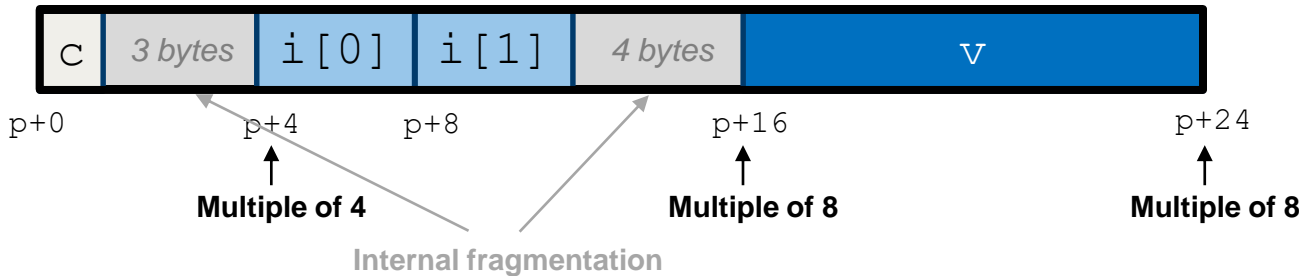 c 3 bytes i[0] i[1] 4 bytes v
p+0 p+4 p+8 p+16 p+24
Multiple of 4 Multiple of 8 Multiple of 8
Internal fragmentation